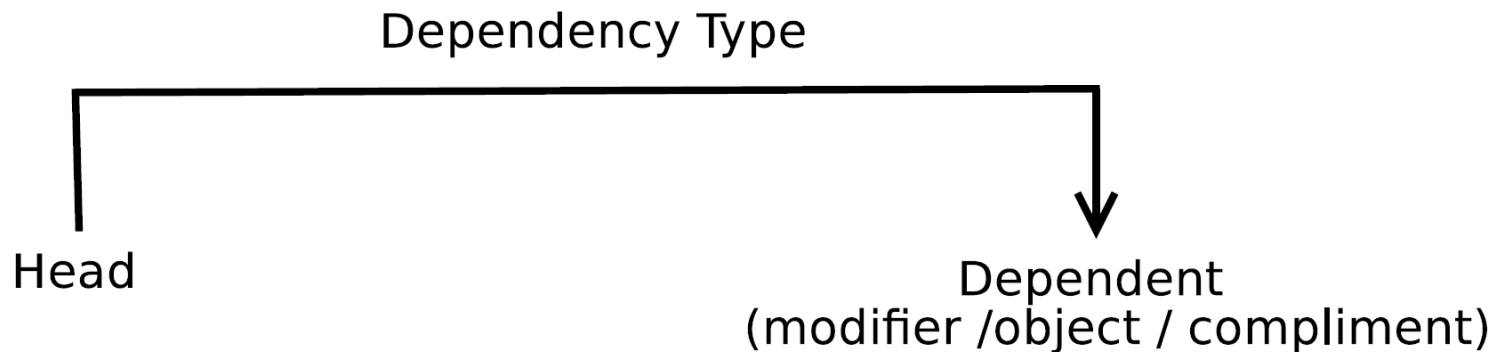 Dependency Type
Head
Dependent
(modifier /object / compliment)